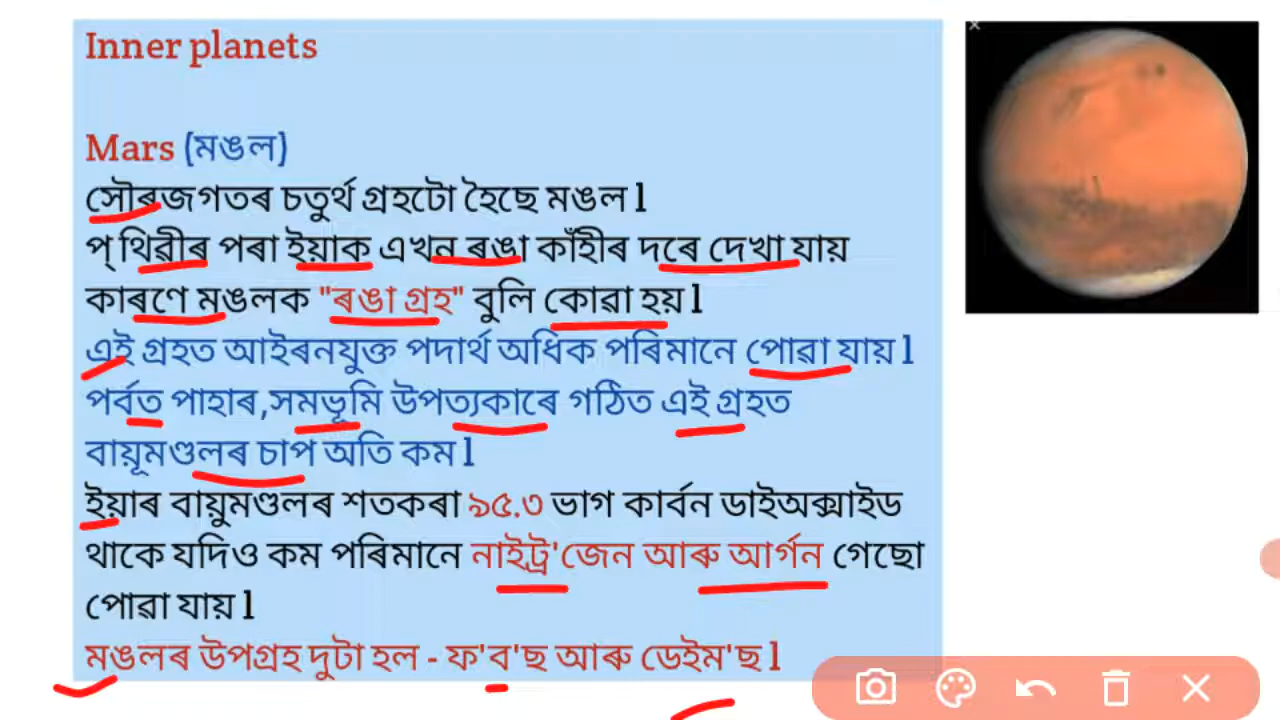 Inner planets
Mars (মঙল)
সৌৰজগতৰ চতুৰ্থ গ্ৰহটো হৈছে মঙল l
প্ থিৱীৰ পৰা ইয়াক এখন ৰঙা কাঁহীৰ দৰে দেখা যায়
কাৰণে মঙলক "ৰঙা গ্ৰহ" বুলি কোৱা হয় l
এই গ্ৰহত আইৰনযুক্ত পদাৰ্থ অধিক পৰিমানে পোৱা যায় l
পৰ্বত পাহাৰ,সমভূমি উপত্যকাৰে গঠিত এই গ্ৰহত
বায়ূমণ্ডলৰ চাপ অতি কম l
ইয়াৰ বায়ুমণ্ডলৰ শতকৰা ৯৫.৩ ভাগ কাৰ্বন ডাইঅক্সাইড
থাকে যদিও কম পৰিমানে নাইট্ৰ'জেন আৰু আৰ্গন গেছো
পোৱা যায় l
মঙলৰ উপগ্ৰহ দুটা হল - ফ'ব'ছ আৰু ডেইম'ছ l